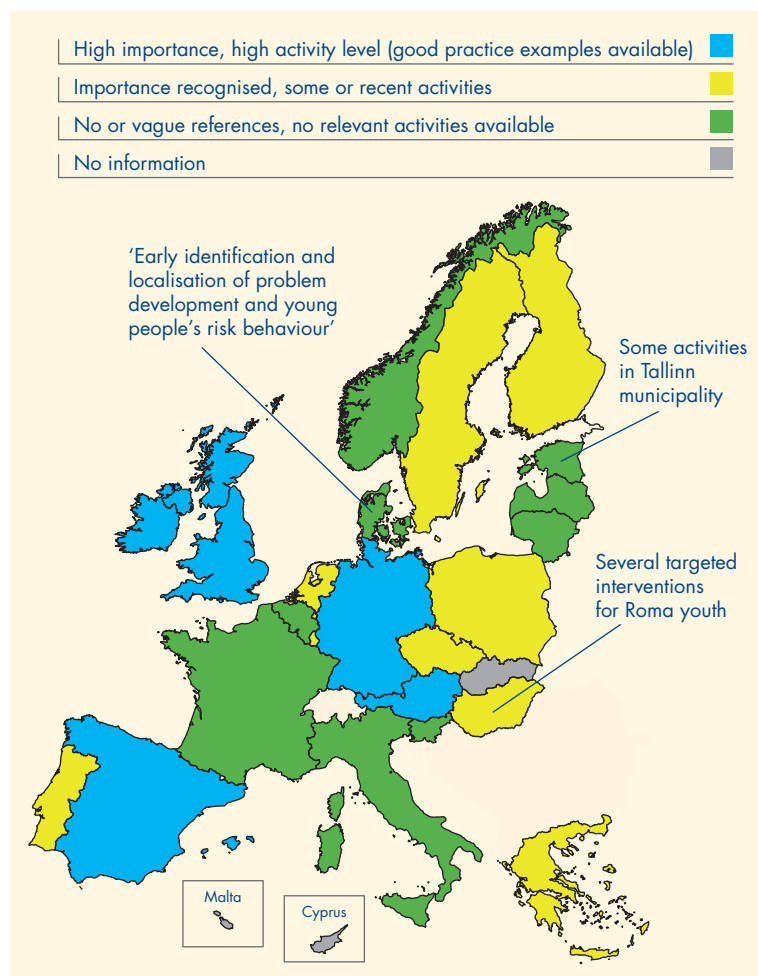 High importance, high activity level (good practice examples available)
Importance recognised, some or recent activities
No or vague references, no relevant activities available
No information
‘Early identification and
localisation of problem
development and young
people’s risk behaviour’
Some activities
in Tallinn
municipality
Several targeted
interventions
for Roma youth
Malta
Cyprus